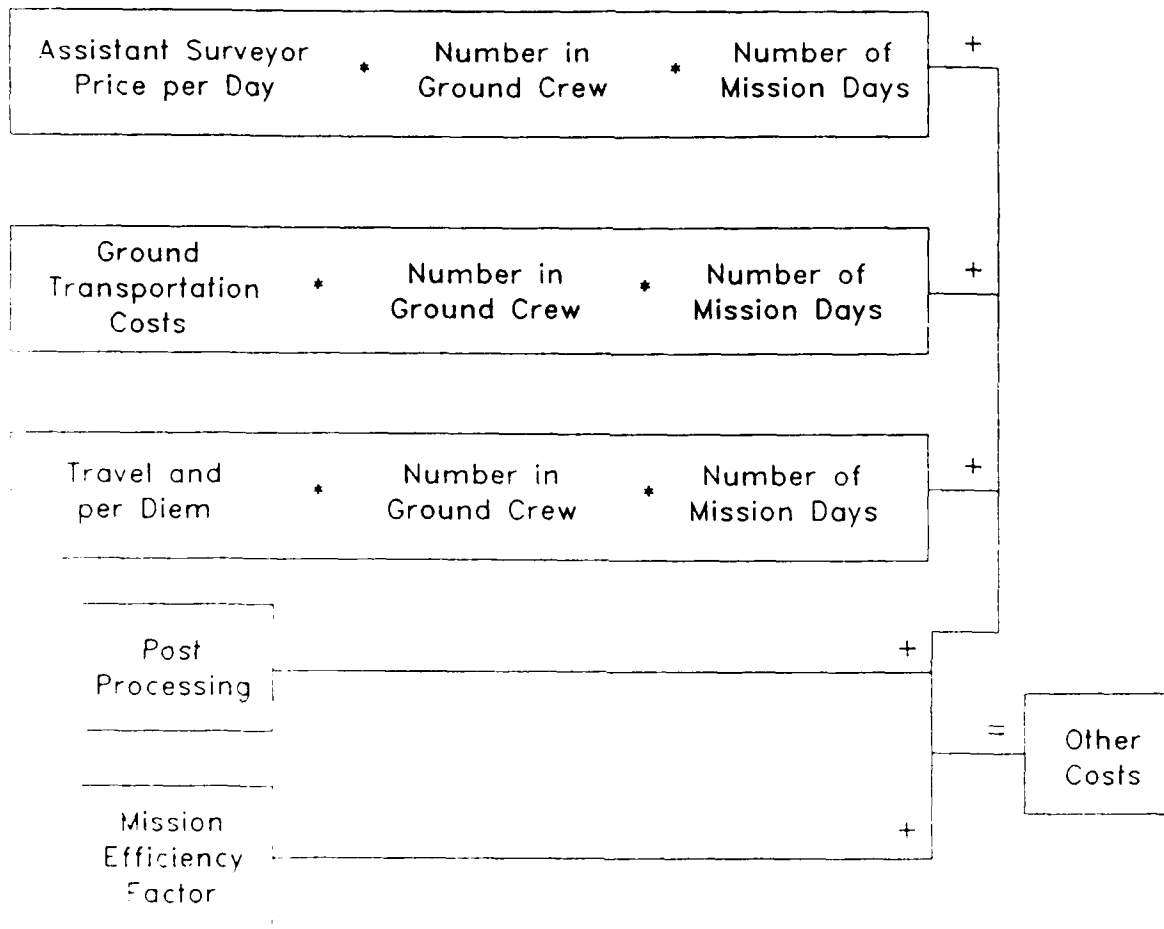 Assistant Surveyor
Price per Day
*
Number in
Ground Crew
*
Number of
Mission Days
+
Ground
Transportation
Costs
*
Number in
Ground Crew
*
Number of
Mission Days
+
Travel and
per Diem
*
Number in
Ground Crew
*
Number of
Mission Days
+
Post
Processing
+
=
Other
Costs
Mission
Efficiency
Factor
+